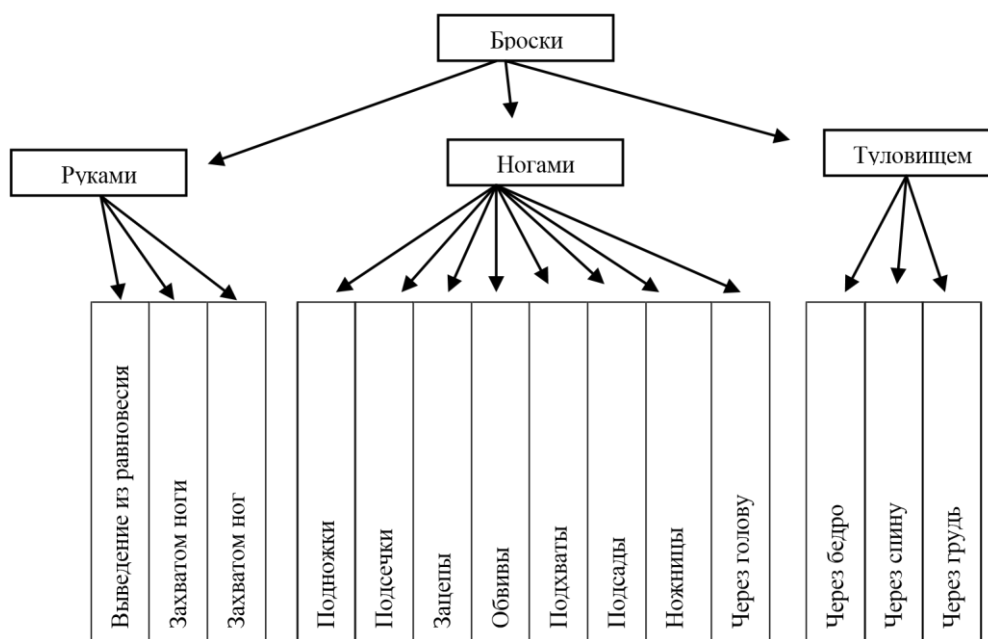 Броски
Руками
Ногами
Туловищем
Выведение из равновесия
Захватом ноги
Захватом ног
Подножки
Подсечки
Зацепы
Обвивы
Подхваты
Подсады
Ножницы
Через голову
Через бедро
Через спину
Через грудь